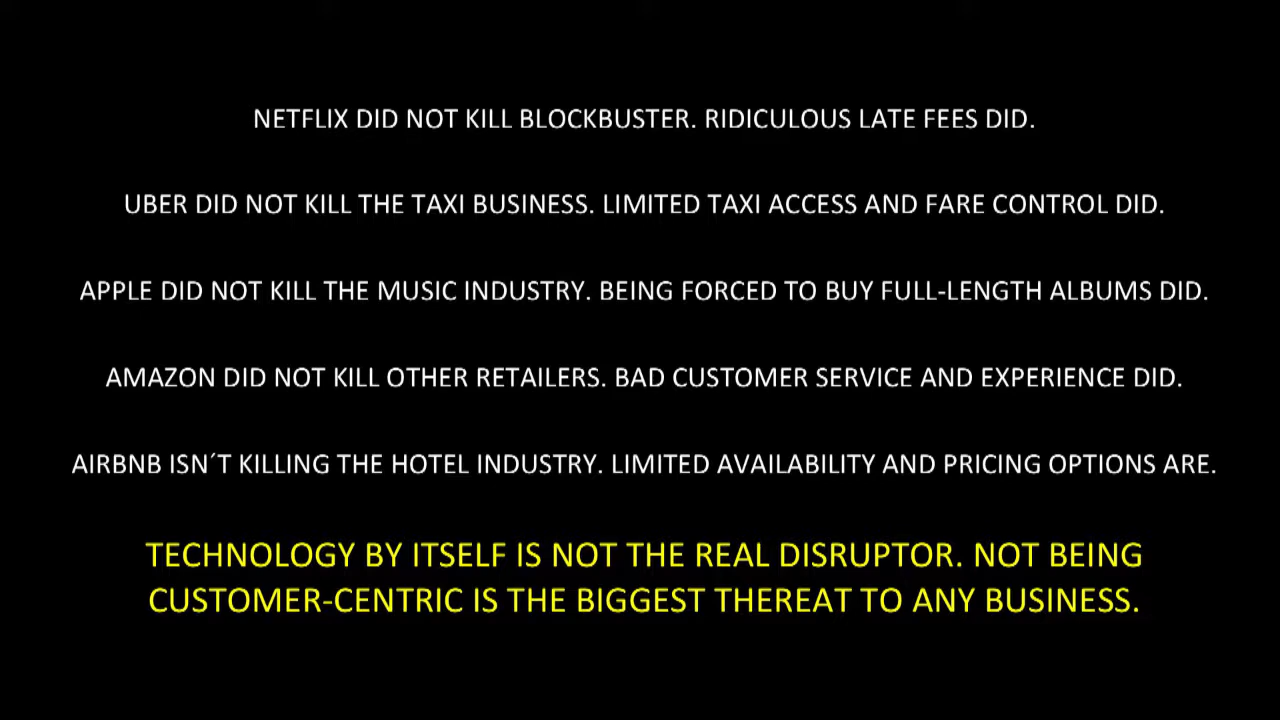 NETFLIX DID NOT KILL BLOCKBUSTER. RIDICULOUS LATE FEES DID.
UBER DID NOT KILL THE TAXI BUSINESS. LIMITED TAXI ACCESS AND FARE CONTROL DID.
APPLE DID NOT KILL THE MUSIC INDUSTRY. BEING FORCED TO BUY FULL-LENGTH ALBUMS DID.
AMAZON DID NOT KILL OTHER RETAILERS. BAD CUSTOMER SERVICE AND EXPERIENCE DID.
AIRBNB ISN´T KILLING THE HOTEL INDUSTRY. LIMITED AVAILABILITY AND PRICING OPTIONS ARE.
TECHNOLOGY BY ITSELF IS NOT THE REAL DISRUPTOR. NOT BEING
CUSTOMER-CENTRIC IS THE BIGGEST THEREAT TO ANY BUSINESS.